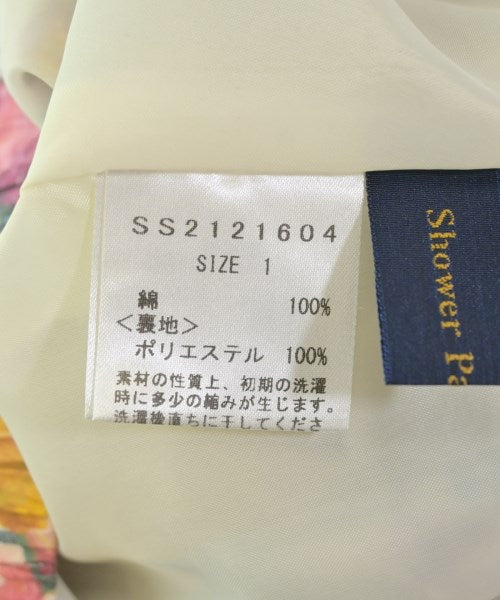 SS2121604
SIZE 1
綿 100%
<裏地>
ポリエステル 100%
素材の性質上、初期の洗濯
時に多少の縮みが生じます。
洗濯後直ちに干してくださ
Shower Pa